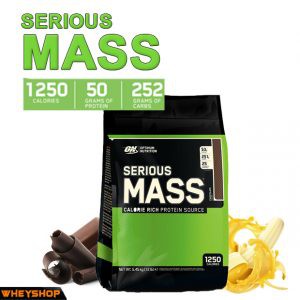 SERIOUS
MASS
1250 50 252
CALORIES GRAMS OF PROTEIN GRAMS OF CARBS
ON OPTIMUM NUTRITION
SERIOUS
MASS
CALORIE RICH PROTEIN SOURCE
1250
CALORIES
WHEYSHOP